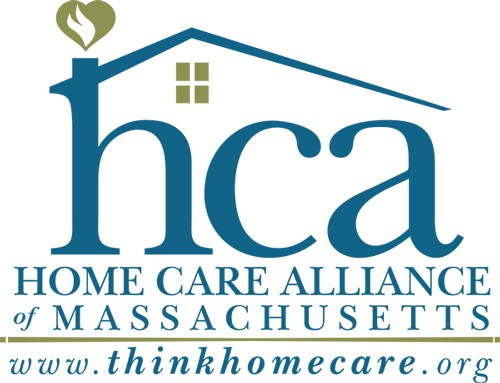 hca
HOME CARE ALLIANCE
of MASSACHUSETTS
www.thinkhomecare.org